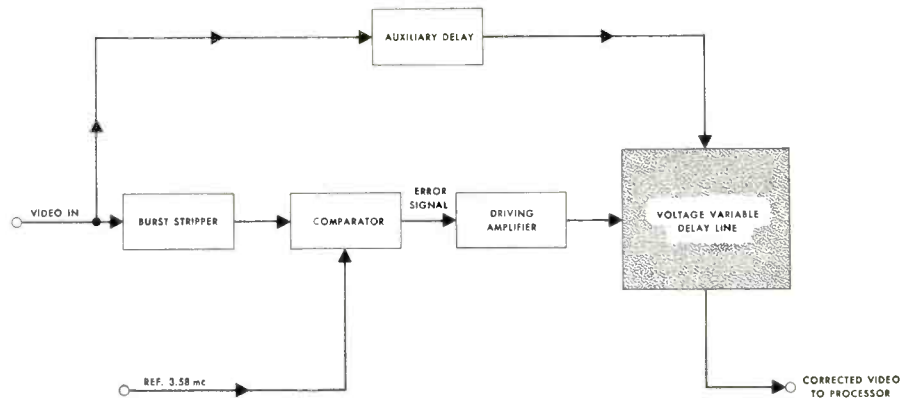 AUXILIARY DELAY
VIDEO IN
BURST STRIPPER
COMPARATOR
ERROR
SIGNAL
DRIVING
AMPLIFIER
VOLTAGE VARIABLE
DELAY LINE
REF. 3.58 mc
CORRECTED VIDEO
TO PROCESSOR